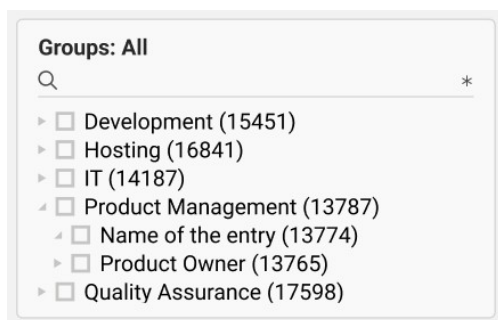 Groups: All
*
Development (15451)
Hosting (16841)
IT (14187)
Product Management (13787)
Name of the entry (13774)
Product Owner (13765)
Quality Assurance (17598)